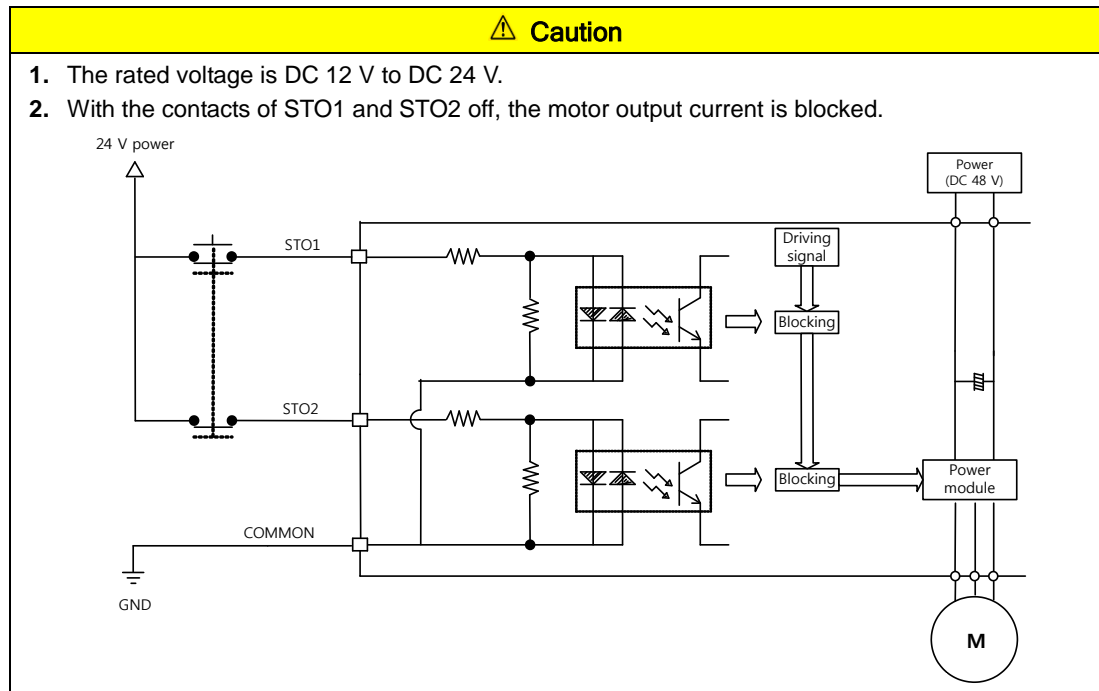 ⚠ Caution
1. The rated voltage is DC 12 V to DC 24 V.
2. With the contacts of STO1 and STO2 off, the motor output current is blocked.
24 V power
Power
(DC 48 V)
STO1
Driving
signal
Blocking
STO2
Blocking
Power
module
COMMON
GND
M